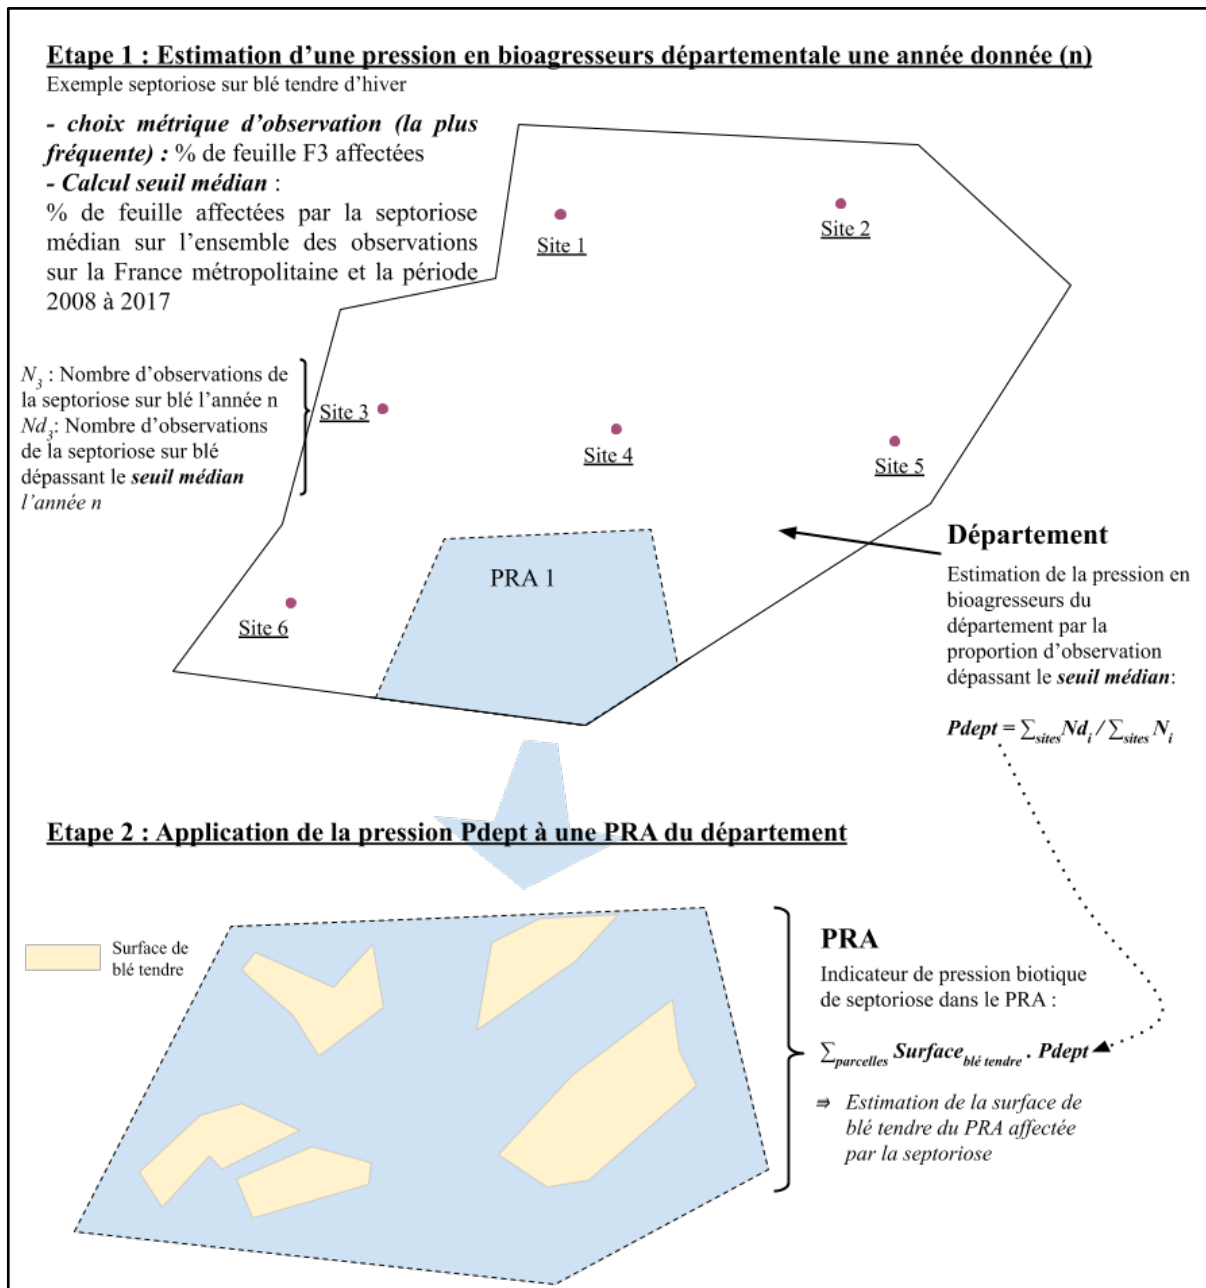 Etape 1 : Estimation d’une pression en bioagresseurs départementale une année donnée (n)
Exemple septoriose sur blé tendre d’hiver
- choix métrique d’observation (la plus
fréquente) : % de feuille F3 affectées
- Calcul seuil médian :
% de feuille affectées par la septoriose
médian sur l’ensemble des observations
sur la France métropolitaine et la période
2008 à 2017
Site 1
Site 2
N₃ : Nombre d’observations de
la septoriose sur blé l’année n
Nd₃: Nombre d’observations
de la septoriose sur blé
dépassant le seuil médian
l’année n
Site 3
Site 4
Site 5
PRA 1
Site 6
Département
Estimation de la pression en
bioagresseurs du
département par la
proportion d’observation
dépassant le seuil médian:
Pdept = ∑sites Ndi / ∑sites Ni
Etape 2 : Application de la pression Pdept à une PRA du département
Surface de
blé tendre
PRA
Indicateur de pression biotique
de septoriose dans le PRA :
∑parcelles Surfaceblé tendre . Pdept
⇒ Estimation de la surface de
blé tendre du PRA affectée
par la septoriose